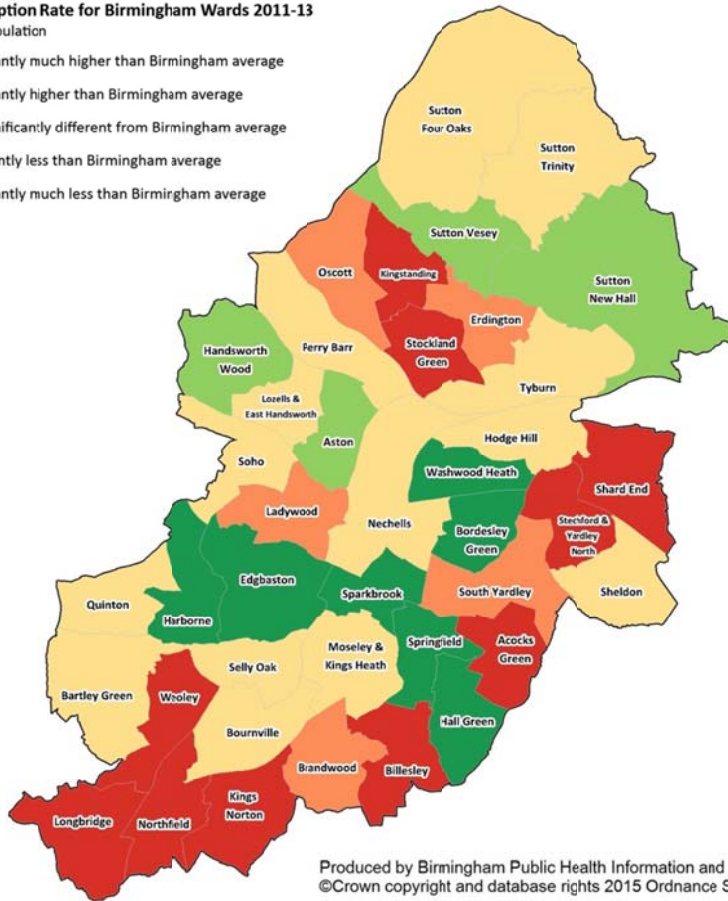 ption Rate for Birmingham Wards 2011-13
ulation
ntly much higher than Birmingham average
ntly higher than Birmingham average
nificantly different from Birmingham average
ntly less than Birmingham average
ntly much less than Birmingham average
Sutton
Four Oaks
Sutton
Trinity
Sutton Vesey
Sutton
New Hall
Oscott
Kingstanding
Erdington
Stockland
Green
Perry Barr
Handsworth
Wood
Tyburn
Lozells &
East Handsworth
Aston
Hodge Hill
Soho
Washwood Heath
Shard End
Ladywood
Nechells
Bordesley
Green
Stechford &
Yardley
North
Edgbaston
Sparkbrook
South Yardley
Sheldon
Quinton
Harborne
Springfield
Acocks
Green
Moseley &
Kings Heath
Selly Oak
Bartley Green
Weoley
Bournville
Hall Green
Brandwood
Billesley
Kings
Norton
Longbridge
Northfield
Produced by Birmingham Public Health Information and
©Crown copyright and database rights 2015 Ordnance S